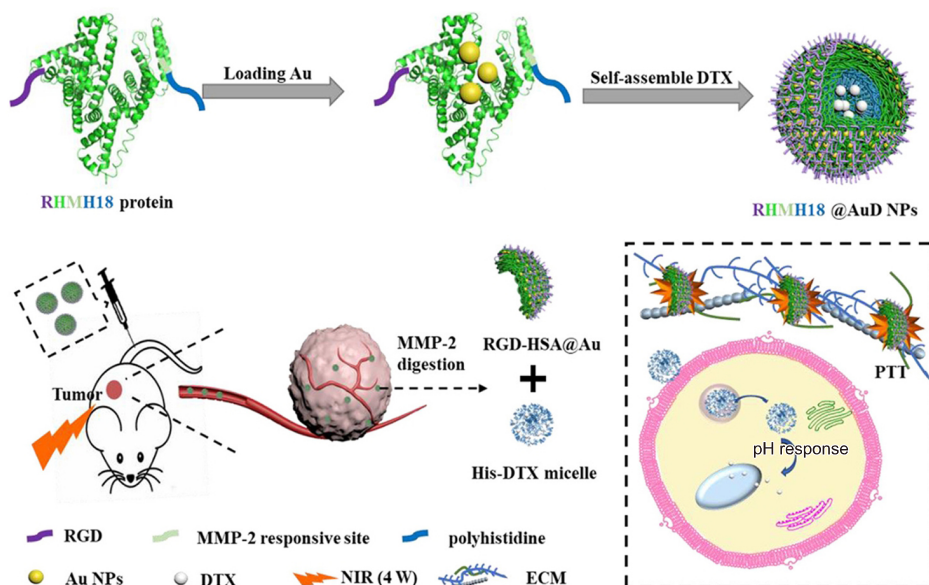 Loading Au
Self-assemble DTX
RHMH18 protein
RHMH18 @AuD NPs
MMP-2
digestion
RGD-HSA@Au
Tumor
PTT
His-DTX micelle
pH response
RGD
MMP-2 responsive site
polyhistidine
Au NPs
DTX
NIR (4 W)
ECM